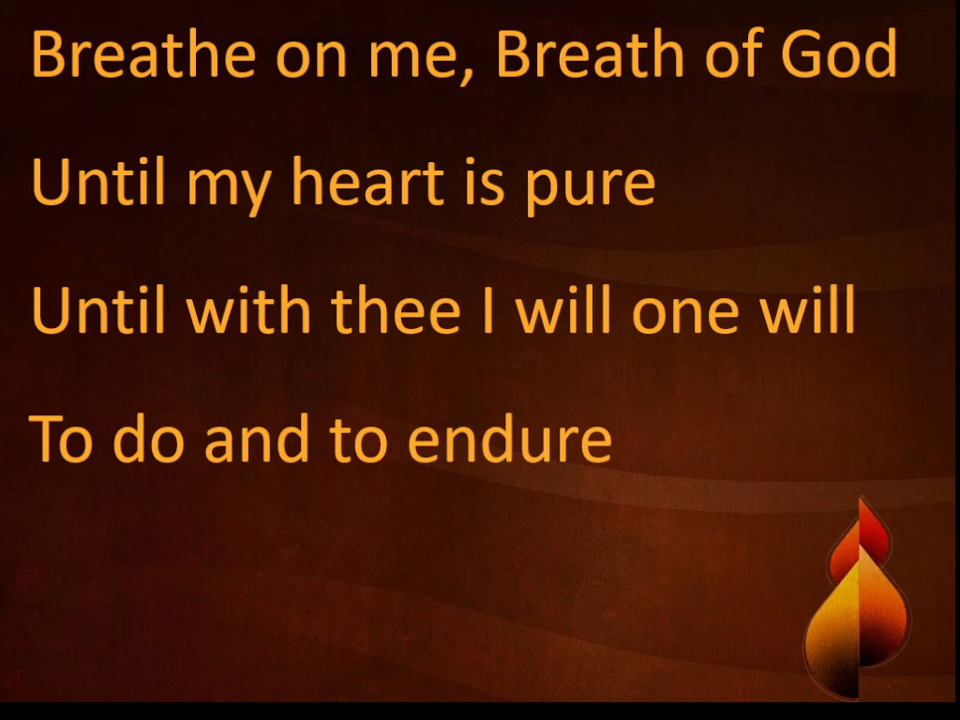 Breathe on me, Breath of God
Until my heart is pure
Until with thee I will one will
To do and to endure